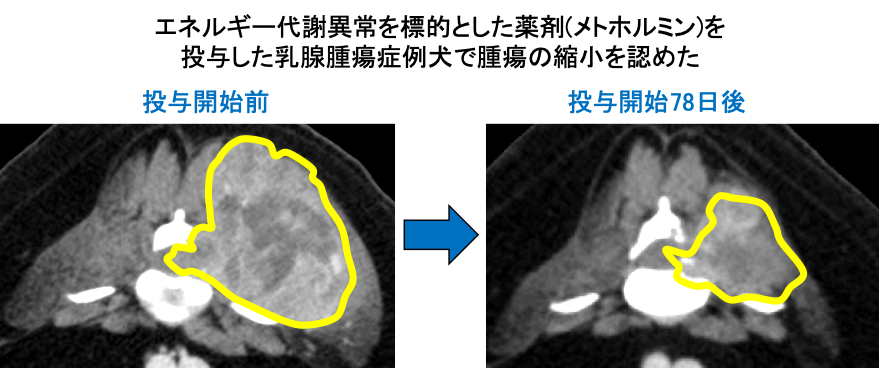 エネルギー代謝異常を標的とした薬剤(メトホルミン)を
投与した乳腺腫瘍症例犬で腫瘍の縮小を認めた
投与開始前
投与開始78日後